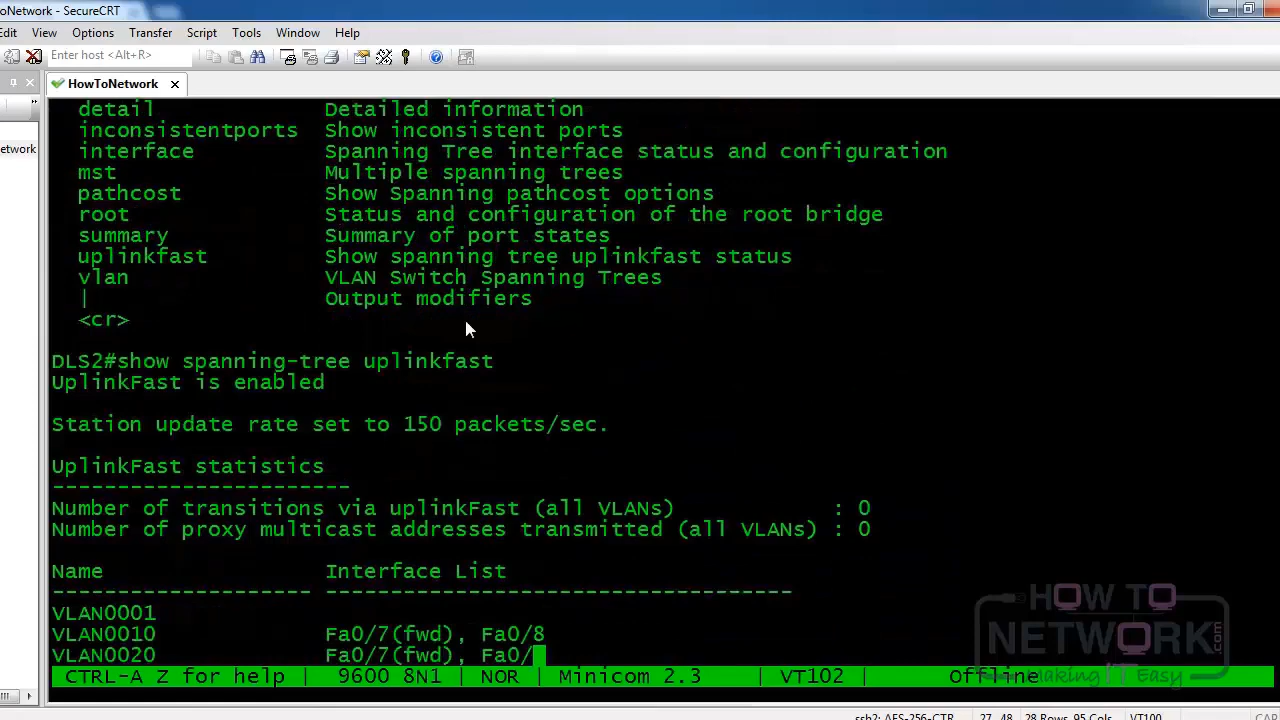 oNetwork - SecureCRT
Edit View Options Transfer Script Tools Window Help
Enter host <Alt+R>
HowToNetwork
etwork
detail Detailed information
inconsistentports Show inconsistent ports
interface Spanning Tree interface status and configuration
mst Multiple spanning trees
pathcost Show Spanning pathcost options
root Status and configuration of the root bridge
summary Summary of port states
uplinkfast Show spanning tree uplinkfast status
vlan VLAN Switch Spanning Trees
| Output modifiers
<cr>
DLS2#show spanning-tree uplinkfast
UplinkFast is enabled
Station update rate set to 150 packets/sec.
UplinkFast statistics
-----------------------
Number of transitions via uplinkFast (all VLANs) : 0
Number of proxy multicast addresses transmitted (all VLANs) : 0
Name Interface List
-------------------- ------------------------------------
VLAN0001
VLAN0010 Fa0/7(fwd), Fa0/8
VLAN0020 Fa0/7(fwd), Fa0/
CTRL-A Z for help | 9600 8N1 | NOR | Minicom 2.3 | VT102 | Offline
HOW TO
NETWORK.com
Making IT Easy
ssh2: AES-256-CTR 27, 48 28 Rows, 95 Cols VT100 CAP